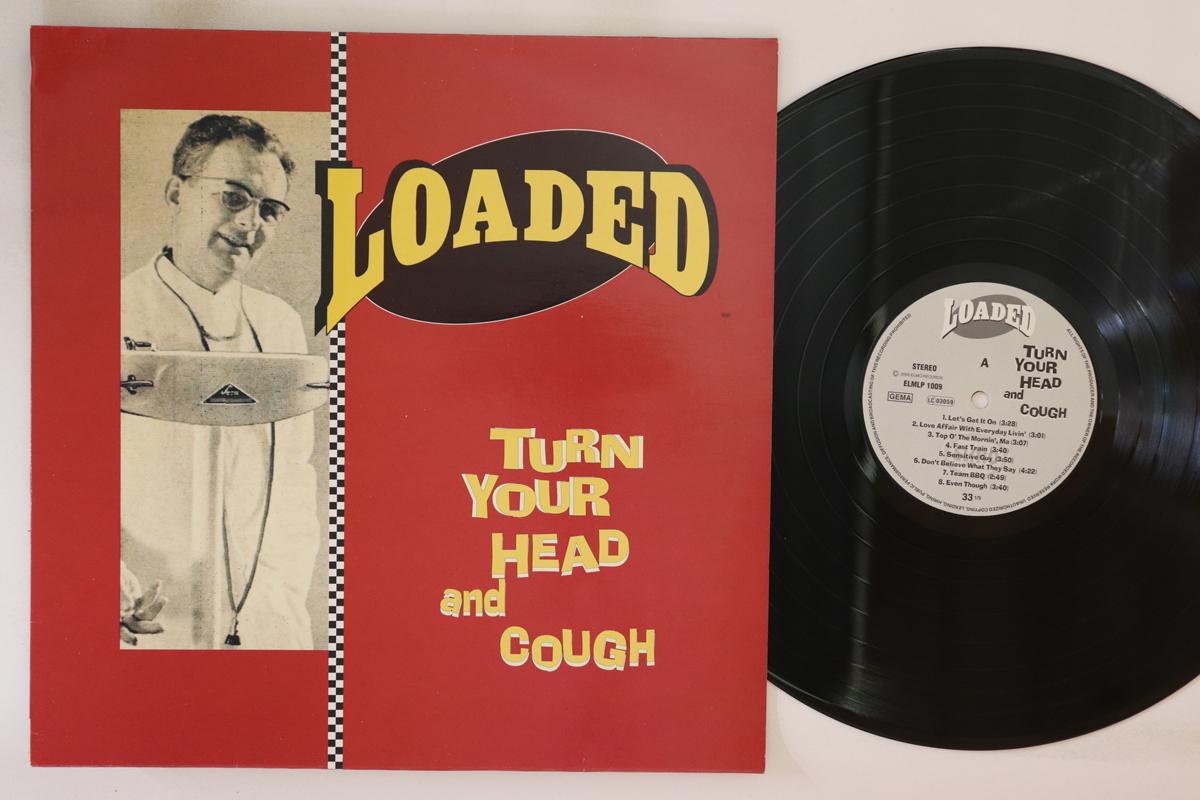 LOADED
TURN
YOUR
HEAD
and
COUGH
LOADED
STEREO
A
TURN
YOUR
HEAD
and
COUGH
ELMLP 1009
GEMA
LC 03059
1. Let's Get It On (3:28)
2. Love Affair With Everyday Livin' (3:01)
3. Top O' The Mornin', Ma (3:07)
4. Fast Train (3:40)
5. Sensitive Guy (3:50)
6. Don't Believe What They Say (4:22)
7. Team BBQ (2:49)
8. Even Though (3:40)
33 1/3